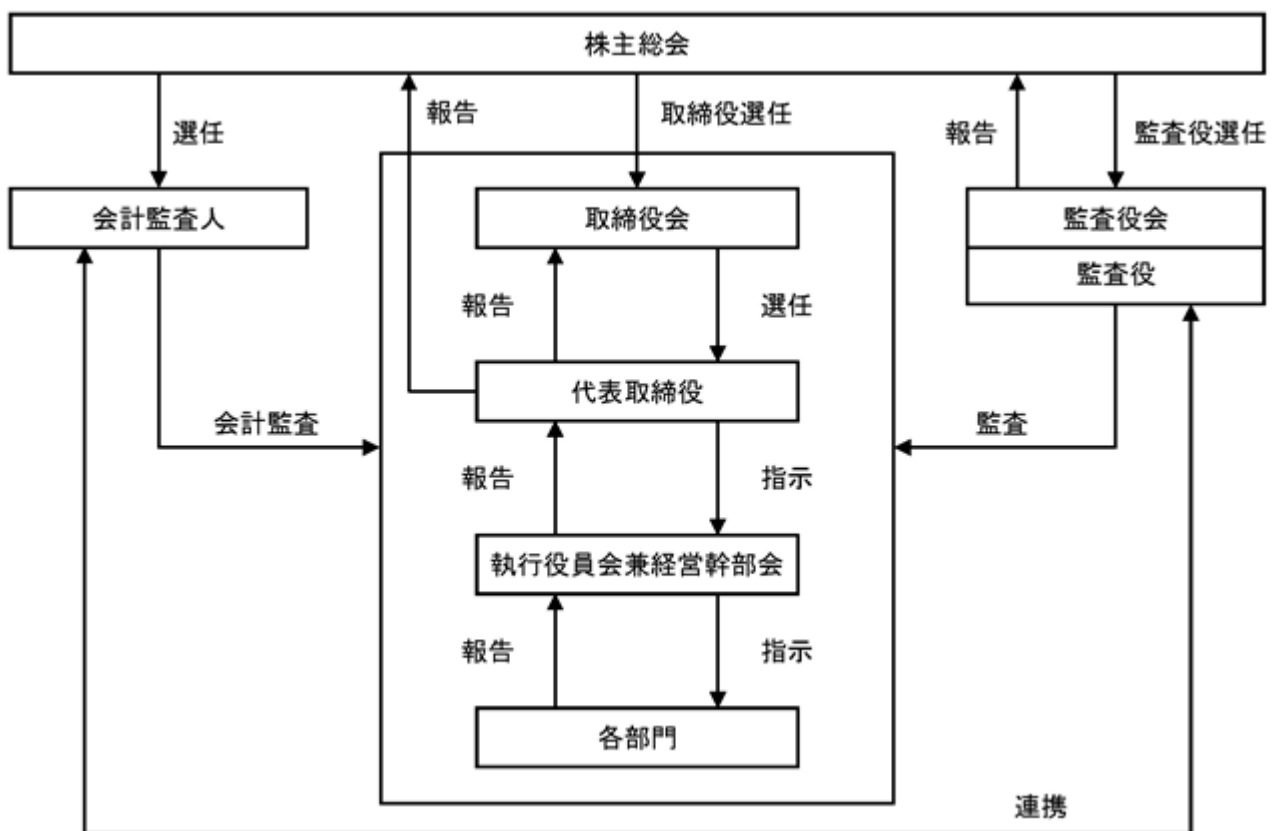 株主総会
選任
報告
取締役選任
報告
監査役選任
会計監査人
取締役会
監査役会
監査役
報告
選任
代表取締役
会計監査
監査
報告
指示
執行役員会兼経営幹部会
報告
指示
各部門
連携